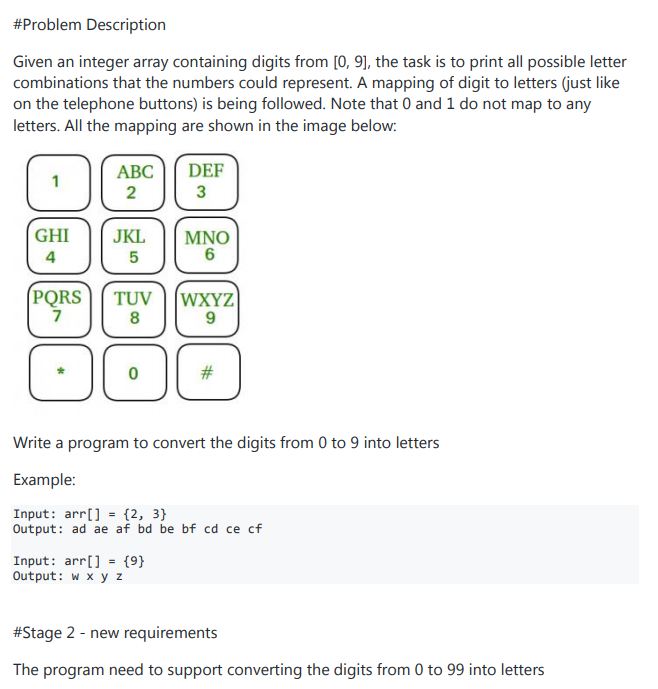 #Problem Description
Given an integer array containing digits from [0, 9], the task is to print all possible letter
combinations that the numbers could represent. A mapping of digit to letters (just like
on the telephone buttons) is being followed. Note that 0 and 1 do not map to any
letters. All the mapping are shown in the image below:
1
ABC
2
DEF
3
GHI
4
JKL
5
MNO
6
PQRS
7
TUV
8
WXYZ
9
*
0
#
Write a program to convert the digits from 0 to 9 into letters
Example:
Input: arr[] = {2, 3}
Output: ad ae af bd be bf cd ce cf
Input: arr[] = {9}
Output: w x y z
#Stage 2 - new requirements
The program need to support converting the digits from 0 to 99 into letters